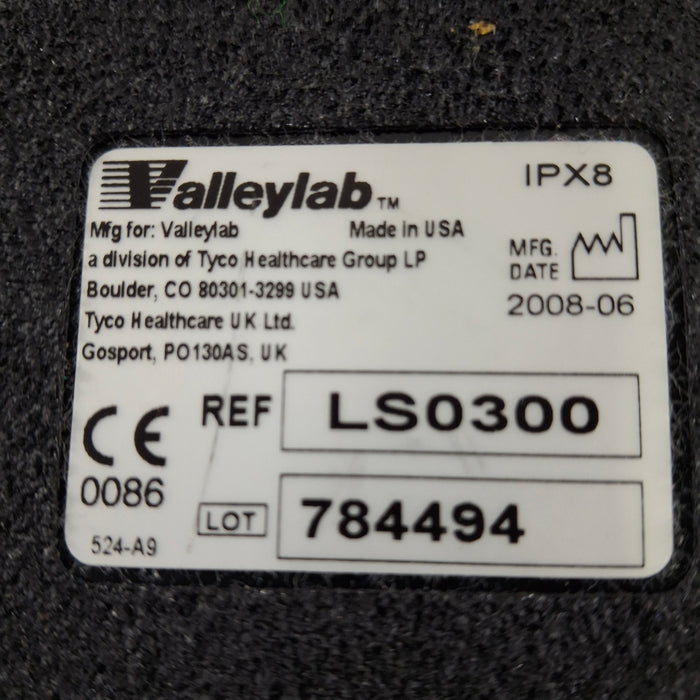 Valleylab™
IPX8
Mfg for: Valleylab Made in USA
a division of Tyco Healthcare Group LP
Boulder, CO 80301-3299 USA
Tyco Healthcare UK Ltd.
Gosport, PO130AS, UK
MFG.
DATE
2008-06
REF LS0300
CE
0086
LOT 784494
524-A9